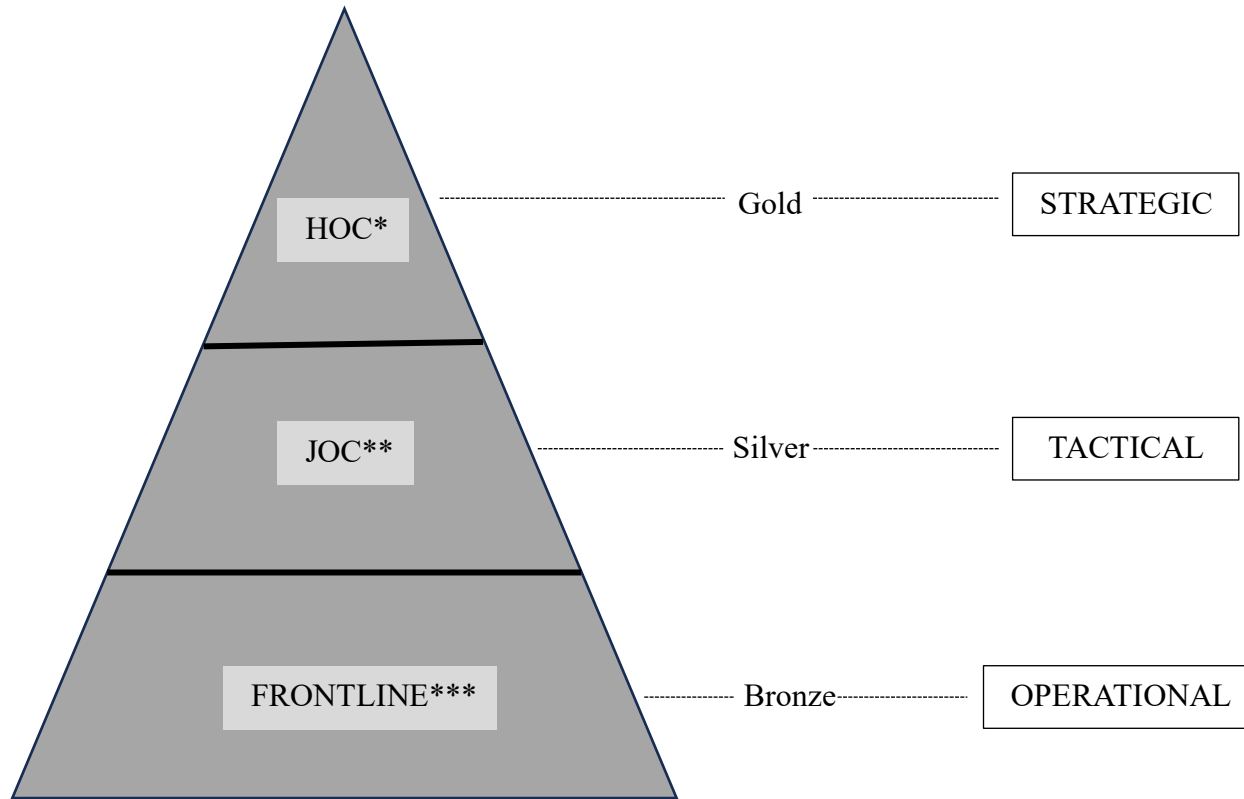 HOC*
Gold
STRATEGIC
JOC**
Silver
TACTICAL
FRONTLINE***
Bronze
OPERATIONAL